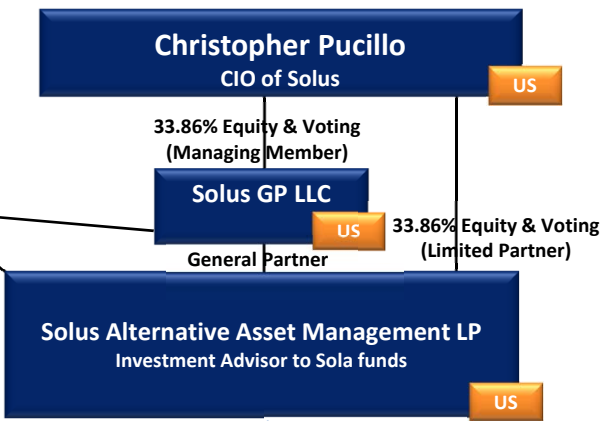 Christopher Pucillo
CIO of Solus
US
33.86% Equity & Voting
(Managing Member)
Solus GP LLC
US
33.86% Equity & Voting
(Limited Partner)
General Partner
Solus Alternative Asset Management LP
Investment Advisor to Sola funds
US